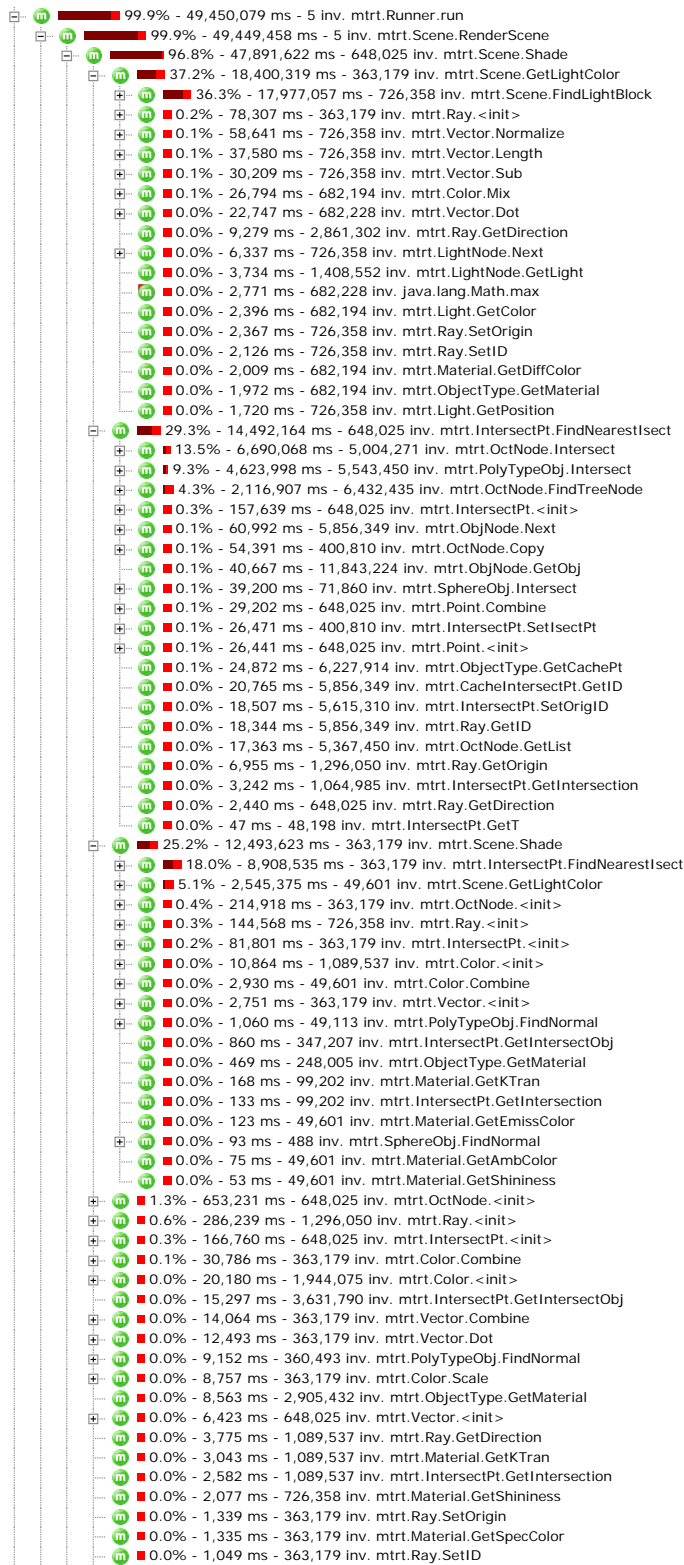 99.9% - 49,450,079 ms - 5 inv. mtrt.Runner.run
99.9% - 49,449,458 ms - 5 inv. mtrt.Scene.RenderScene
96.8% - 47,891,622 ms - 648,025 inv. mtrt.Scene.Shade
37.2% - 18,400,319 ms - 363,179 inv. mtrt.Scene.GetLightColor
36.3% - 17,977,057 ms - 726,358 inv. mtrt.Scene.FindLightBlock
0.2% - 78,307 ms - 363,179 inv. mtrt.Ray.<init>
0.1% - 58,641 ms - 726,358 inv. mtrt.Vector.Normalize
0.1% - 37,580 ms - 726,358 inv. mtrt.Vector.Length
0.1% - 30,209 ms - 726,358 inv. mtrt.Vector.Sub
0.1% - 26,794 ms - 682,194 inv. mtrt.Color.Mix
0.0% - 22,747 ms - 682,228 inv. mtrt.Vector.Dot
0.0% - 9,279 ms - 2,861,302 inv. mtrt.Ray.GetDirection
0.0% - 6,337 ms - 726,358 inv. mtrt.LightNode.Next
0.0% - 3,734 ms - 1,408,552 inv. mtrt.LightNode.GetLight
0.0% - 2,771 ms - 682,228 inv. java.lang.Math.max
0.0% - 2,396 ms - 682,194 inv. mtrt.Light.GetColor
0.0% - 2,367 ms - 726,358 inv. mtrt.Ray.SetOrigin
0.0% - 2,126 ms - 726,358 inv. mtrt.Ray.SetID
0.0% - 2,009 ms - 682,194 inv. mtrt.Material.GetDiffColor
0.0% - 1,972 ms - 682,194 inv. mtrt.ObjectType.GetMaterial
0.0% - 1,720 ms - 726,358 inv. mtrt.Light.GetPosition
29.3% - 14,492,164 ms - 648,025 inv. mtrt.IntersectPt.FindNearestIsect
13.5% - 6,690,068 ms - 5,004,271 inv. mtrt.OctNode.Intersect
9.3% - 4,623,998 ms - 5,543,450 inv. mtrt.PolyTypeObj.Intersect
4.3% - 2,116,907 ms - 6,432,435 inv. mtrt.OctNode.FindTreeNode
0.3% - 157,639 ms - 648,025 inv. mtrt.IntersectPt.<init>
0.1% - 60,992 ms - 5,856,349 inv. mtrt.ObjNode.Next
0.1% - 54,391 ms - 400,810 inv. mtrt.OctNode.Copy
0.1% - 40,667 ms - 11,843,224 inv. mtrt.ObjNode.GetObj
0.1% - 39,200 ms - 71,860 inv. mtrt.SphereObj.Intersect
0.1% - 29,202 ms - 648,025 inv. mtrt.Point.Combine
0.1% - 26,471 ms - 400,810 inv. mtrt.IntersectPt.SetIsectPt
0.1% - 26,441 ms - 648,025 inv. mtrt.Point.<init>
0.1% - 24,872 ms - 6,227,914 inv. mtrt.ObjectType.GetCachePt
0.0% - 20,765 ms - 5,856,349 inv. mtrt.CacheIntersectPt.GetID
0.0% - 18,507 ms - 5,615,310 inv. mtrt.IntersectPt.SetOrigID
0.0% - 18,344 ms - 5,856,349 inv. mtrt.Ray.GetID
0.0% - 17,363 ms - 5,367,450 inv. mtrt.OctNode.GetList
0.0% - 6,955 ms - 1,296,050 inv. mtrt.Ray.GetOrigin
0.0% - 3,242 ms - 1,064,985 inv. mtrt.IntersectPt.GetIntersection
0.0% - 2,440 ms - 648,025 inv. mtrt.Ray.GetDirection
0.0% - 47 ms - 48,198 inv. mtrt.IntersectPt.GetT
25.2% - 12,493,623 ms - 363,179 inv. mtrt.Scene.Shade
18.0% - 8,908,535 ms - 363,179 inv. mtrt.IntersectPt.FindNearestIsect
5.1% - 2,545,375 ms - 49,601 inv. mtrt.Scene.GetLightColor
0.4% - 214,918 ms - 363,179 inv. mtrt.OctNode.<init>
0.3% - 144,568 ms - 726,358 inv. mtrt.Ray.<init>
0.2% - 81,801 ms - 363,179 inv. mtrt.IntersectPt.<init>
0.0% - 10,864 ms - 1,089,537 inv. mtrt.Color.<init>
0.0% - 2,930 ms - 49,601 inv. mtrt.Color.Combine
0.0% - 2,751 ms - 363,179 inv. mtrt.Vector.<init>
0.0% - 1,060 ms - 49,113 inv. mtrt.PolyTypeObj.FindNormal
0.0% - 860 ms - 347,207 inv. mtrt.IntersectPt.GetIntersectObj
0.0% - 469 ms - 248,005 inv. mtrt.ObjectType.GetMaterial
0.0% - 168 ms - 99,202 inv. mtrt.Material.GetKTran
0.0% - 133 ms - 99,202 inv. mtrt.IntersectPt.GetIntersection
0.0% - 123 ms - 49,601 inv. mtrt.Material.GetEmissColor
0.0% - 93 ms - 488 inv. mtrt.SphereObj.FindNormal
0.0% - 75 ms - 49,601 inv. mtrt.Material.GetAmbColor
0.0% - 53 ms - 49,601 inv. mtrt.Material.GetShininess
1.3% - 653,231 ms - 648,025 inv. mtrt.OctNode.<init>
0.6% - 286,239 ms - 1,296,050 inv. mtrt.Ray.<init>
0.3% - 166,760 ms - 648,025 inv. mtrt.IntersectPt.<init>
0.1% - 30,786 ms - 363,179 inv. mtrt.Color.Combine
0.0% - 20,180 ms - 1,944,075 inv. mtrt.Color.<init>
0.0% - 15,297 ms - 3,631,790 inv. mtrt.IntersectPt.GetIntersectObj
0.0% - 14,064 ms - 363,179 inv. mtrt.Vector.Combine
0.0% - 12,493 ms - 363,179 inv. mtrt.Vector.Dot
0.0% - 9,152 ms - 360,493 inv. mtrt.PolyTypeObj.FindNormal
0.0% - 8,757 ms - 363,179 inv. mtrt.Color.Scale
0.0% - 8,563 ms - 2,905,432 inv. mtrt.ObjectType.GetMaterial
0.0% - 6,423 ms - 648,025 inv. mtrt.Vector.<init>
0.0% - 3,775 ms - 1,089,537 inv. mtrt.Ray.GetDirection
0.0% - 3,043 ms - 1,089,537 inv. mtrt.Material.GetKTran
0.0% - 2,582 ms - 1,089,537 inv. mtrt.IntersectPt.GetIntersection
0.0% - 2,077 ms - 726,358 inv. mtrt.Material.GetShininess
0.0% - 1,339 ms - 363,179 inv. mtrt.Ray.SetOrigin
0.0% - 1,335 ms - 363,179 inv. mtrt.Material.GetSpecColor
0.0% - 1,049 ms - 363,179 inv. mtrt.Ray.SetID